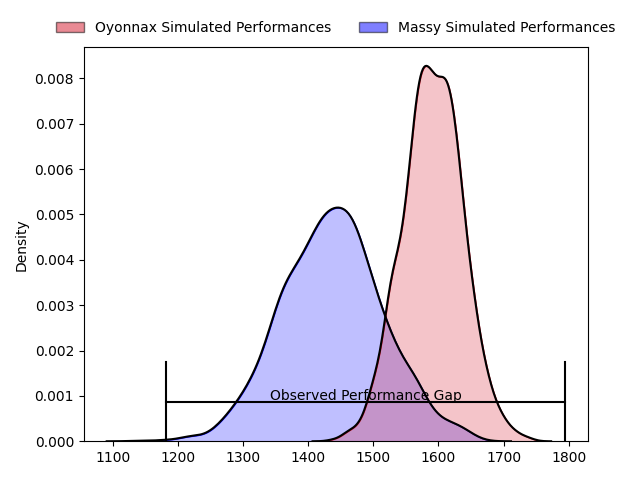 Oyonnax Simulated Performances Massy Simulated Performances
0.008
0.007
0.006
0.005
0.004
0.003
0.002
0.001
0.000
Density
Observed Performance Gap
1100 1200 1300 1400 1500 1600 1700 1800